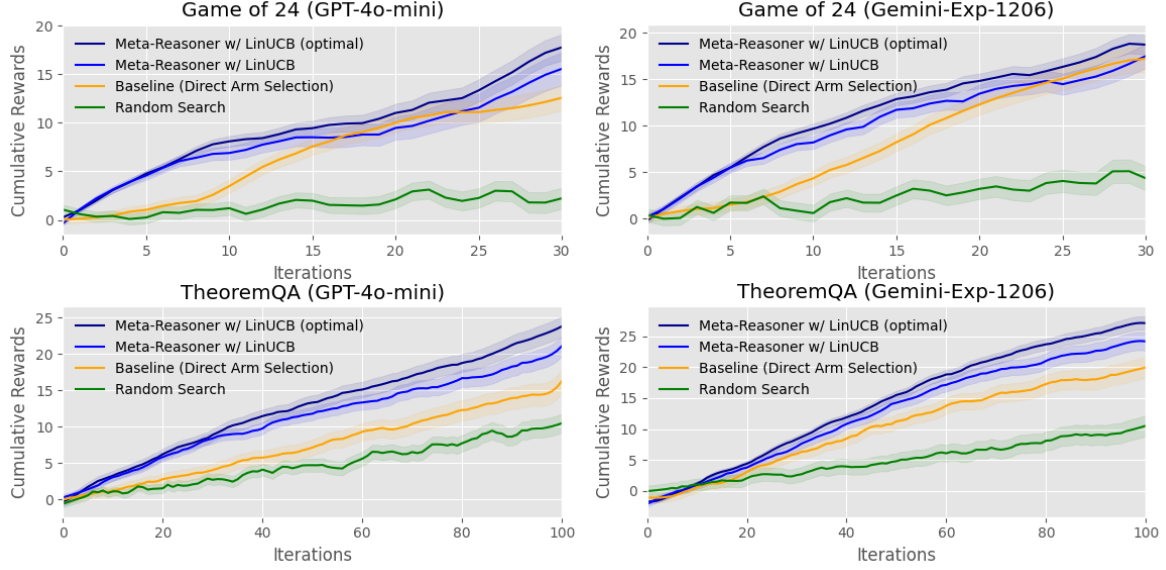 Game of 24 (GPT-4o-mini)
Cumulative Rewards
20
15
10
5
0
Meta-Reasoner w/ LinUCB (optimal)
Meta-Reasoner w/ LinUCB
Baseline (Direct Arm Selection)
Random Search
0 5 10 15 20 25 30
Iterations
Game of 24 (Gemini-Exp-1206)
Cumulative Rewards
20
15
10
5
0
Meta-Reasoner w/ LinUCB (optimal)
Meta-Reasoner w/ LinUCB
Baseline (Direct Arm Selection)
Random Search
0 5 10 15 20 25 30
Iterations
TheoremQA (GPT-4o-mini)
Cumulative Rewards
25
20
15
10
5
0
Meta-Reasoner w/ LinUCB (optimal)
Meta-Reasoner w/ LinUCB
Baseline (Direct Arm Selection)
Random Search
0 20 40 60 80 100
Iterations
TheoremQA (Gemini-Exp-1206)
Cumulative Rewards
25
20
15
10
5
0
Meta-Reasoner w/ LinUCB (optimal)
Meta-Reasoner w/ LinUCB
Baseline (Direct Arm Selection)
Random Search
0 20 40 60 80 100
Iterations